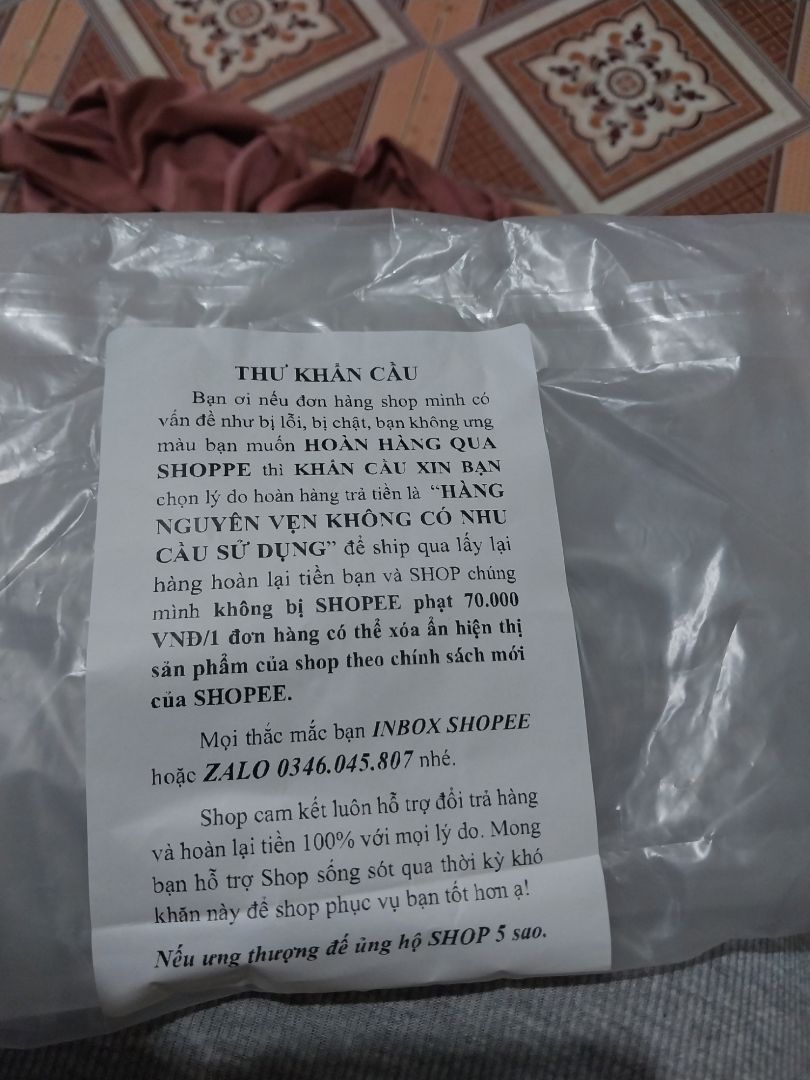 THƯ KHẨN CẦU
Bạn ơi nếu đơn hàng shop mình có
vấn đề như bị lỗi, bị chật, bạn không ưng
màu bạn muốn HOÀN HÀNG QUA
SHOPPE thì KHẨN CẦU XIN BẠN
chọn lý do hoàn hàng trả tiền là “HÀNG
NGUYÊN VẸN KHÔNG CÓ NHU
CẦU SỬ DỤNG” để ship qua lấy lại
hàng hoàn lại tiền bạn và SHOP chúng
mình không bị SHOPEE phạt 70.000
VNĐ/1 đơn hàng có thể xóa ẩn hiện thị
sản phẩm của shop theo chính sách mới
của SHOPEE.
Mọi thắc mắc bạn INBOX SHOPEE
hoặc ZALO 0346.045.807 nhé.
Shop cam kết luôn hỗ trợ đổi trả hàng
và hoàn lại tiền 100% với mọi lý do. Mong
bạn hỗ trợ Shop sống sót qua thời kỳ khó
khăn này để shop phục vụ bạn tốt hơn ạ!
Nếu ưng thượng đế ủng hộ SHOP 5 sao.